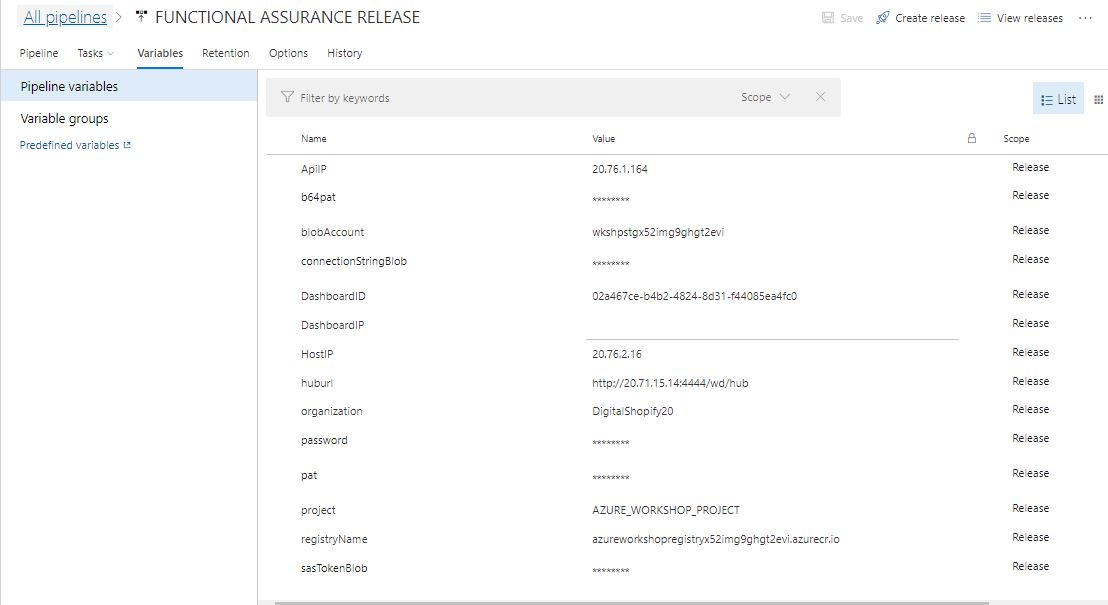 All pipelines > FUNCTIONAL ASSURANCE RELEASE Save Create release View releases ...
Pipeline Tasks Variables Retention Options History
Pipeline variables
Variable groups
Predefined variables
Filter by keywords Scope
List
Name Value Scope
ApiIP 20.76.1.164 Release
b64pat ******** Release
blobAccount wkshpstgx52img9ghgt2evi Release
connectionStringBlob ******** Release
DashboardID 02a467ce-b4b2-4824-8d31-f44085ea4fc0 Release
DashboardIP Release
HostIP 20.76.2.16 Release
huburl http://20.71.15.14:4444/wd/hub Release
organization DigitalShopify20 Release
password ******** Release
pat ******** Release
project AZURE_WORKSHOP_PROJECT Release
registryName azureworkshopregistryx52img9ghgt2evi.azurecr.io Release
sasTokenBlob ******** Release